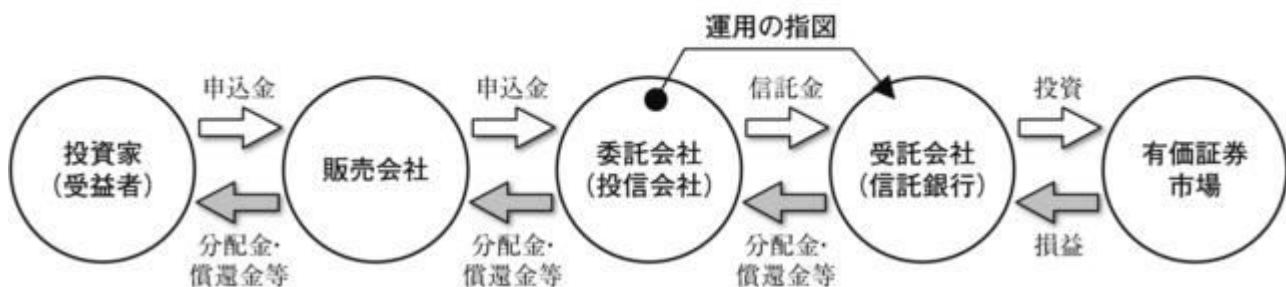 運用の指図
申込金
申込金
信託金
投資
投資家
(受益者)
販売会社
委託会社
(投信会社)
受託会社
(信託銀行)
有価証券
市場
分配金・
償還金等
分配金・
償還金等
分配金・
償還金等
損益